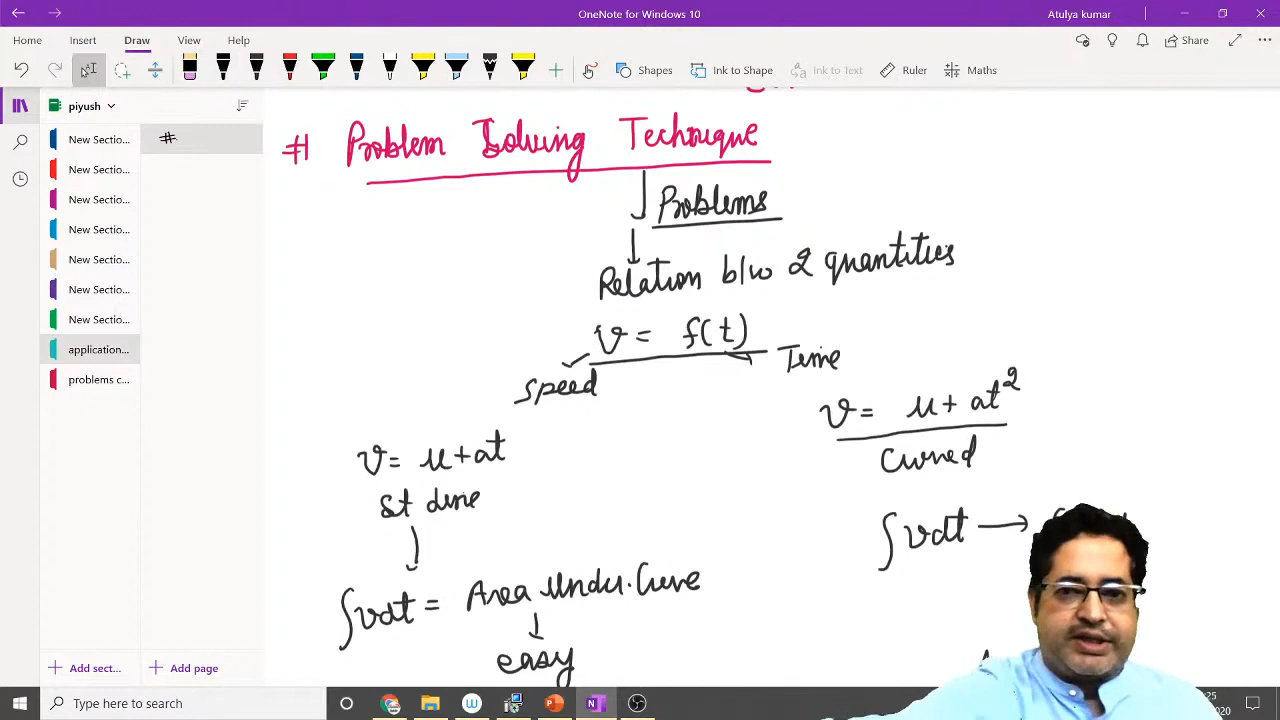 OneNote for Windows 10
Atulya kumar
Home Insert Draw View Help
Share
Shapes
Ink to Shape
Ink to Text
Ruler
Maths
piyush
#
New Sectio...
New Sectio...
New Sectio...
New Sectio...
New Sectio...
New Sectio...
New Sectio...
application...
problems c...
Add sect...
Add page
# Problem Solving Technique
Problems
Relation b/w 2 quantities
v = f(t)
Speed
Time
v = u + at
St line
∫vdt = Area Under Curve
easy
v = u + at²
Curved
∫vdt →
Type here to search